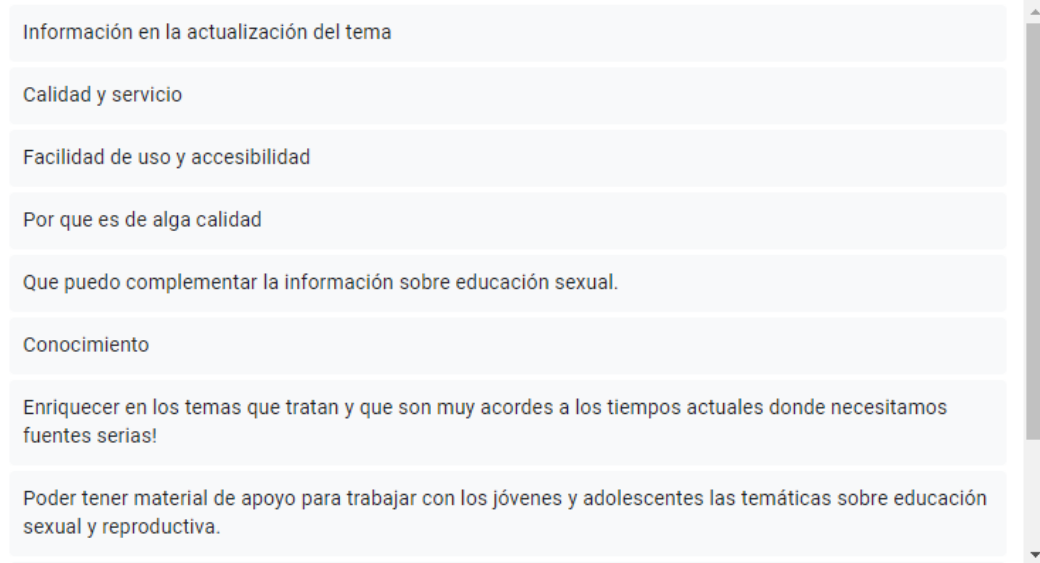 Información en la actualización del tema
Calidad y servicio
Facilidad de uso y accesibilidad
Por que es de alga calidad
Que puedo complementar la información sobre educación sexual.
Conocimiento
Enriquecer en los temas que tratan y que son muy acordes a los tiempos actuales donde necesitamos
fuentes serias!
Poder tener material de apoyo para trabajar con los jóvenes y adolescentes las temáticas sobre educación
sexual y reproductiva.